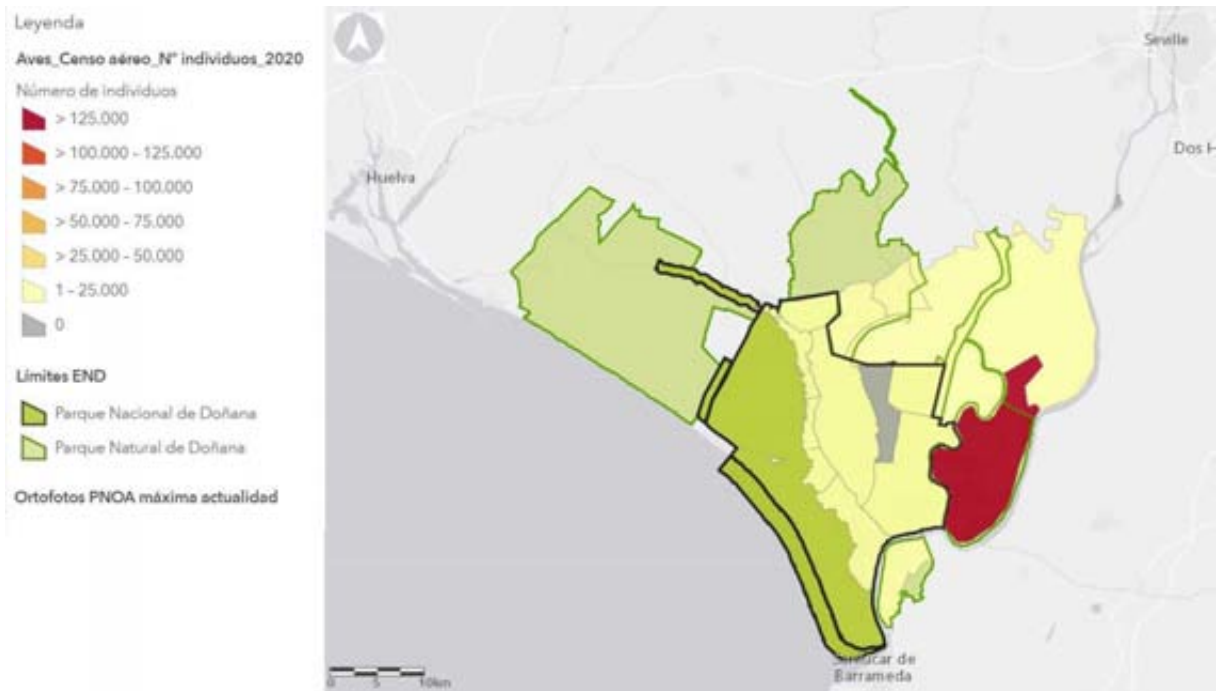 Leyenda
Aves_Censo aéreo_Nº individuos_2020
Número de individuos
> 125.000
> 100.000 - 125.000
> 75.000 - 100.000
> 50.000 - 75.000
> 25.000 - 50.000
1 - 25.000
0
Límites END
Parque Nacional de Doñana
Parque Natural de Doñana
Ortofotos PNOA máxima actualidad
Seville
Dos H
Huelva
Sanlúcar de
Barrameda
0 5 10km